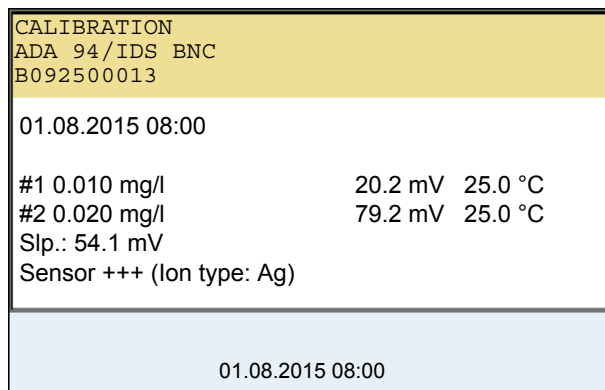 CALIBRATION
ADA 94/IDS BNC
B092500013
01.08.2015 08:00
#1 0.010 mg/l 20.2 mV 25.0 °C
#2 0.020 mg/l 79.2 mV 25.0 °C
Slp.: 54.1 mV
Sensor +++ (Ion type: Ag)
01.08.2015 08:00